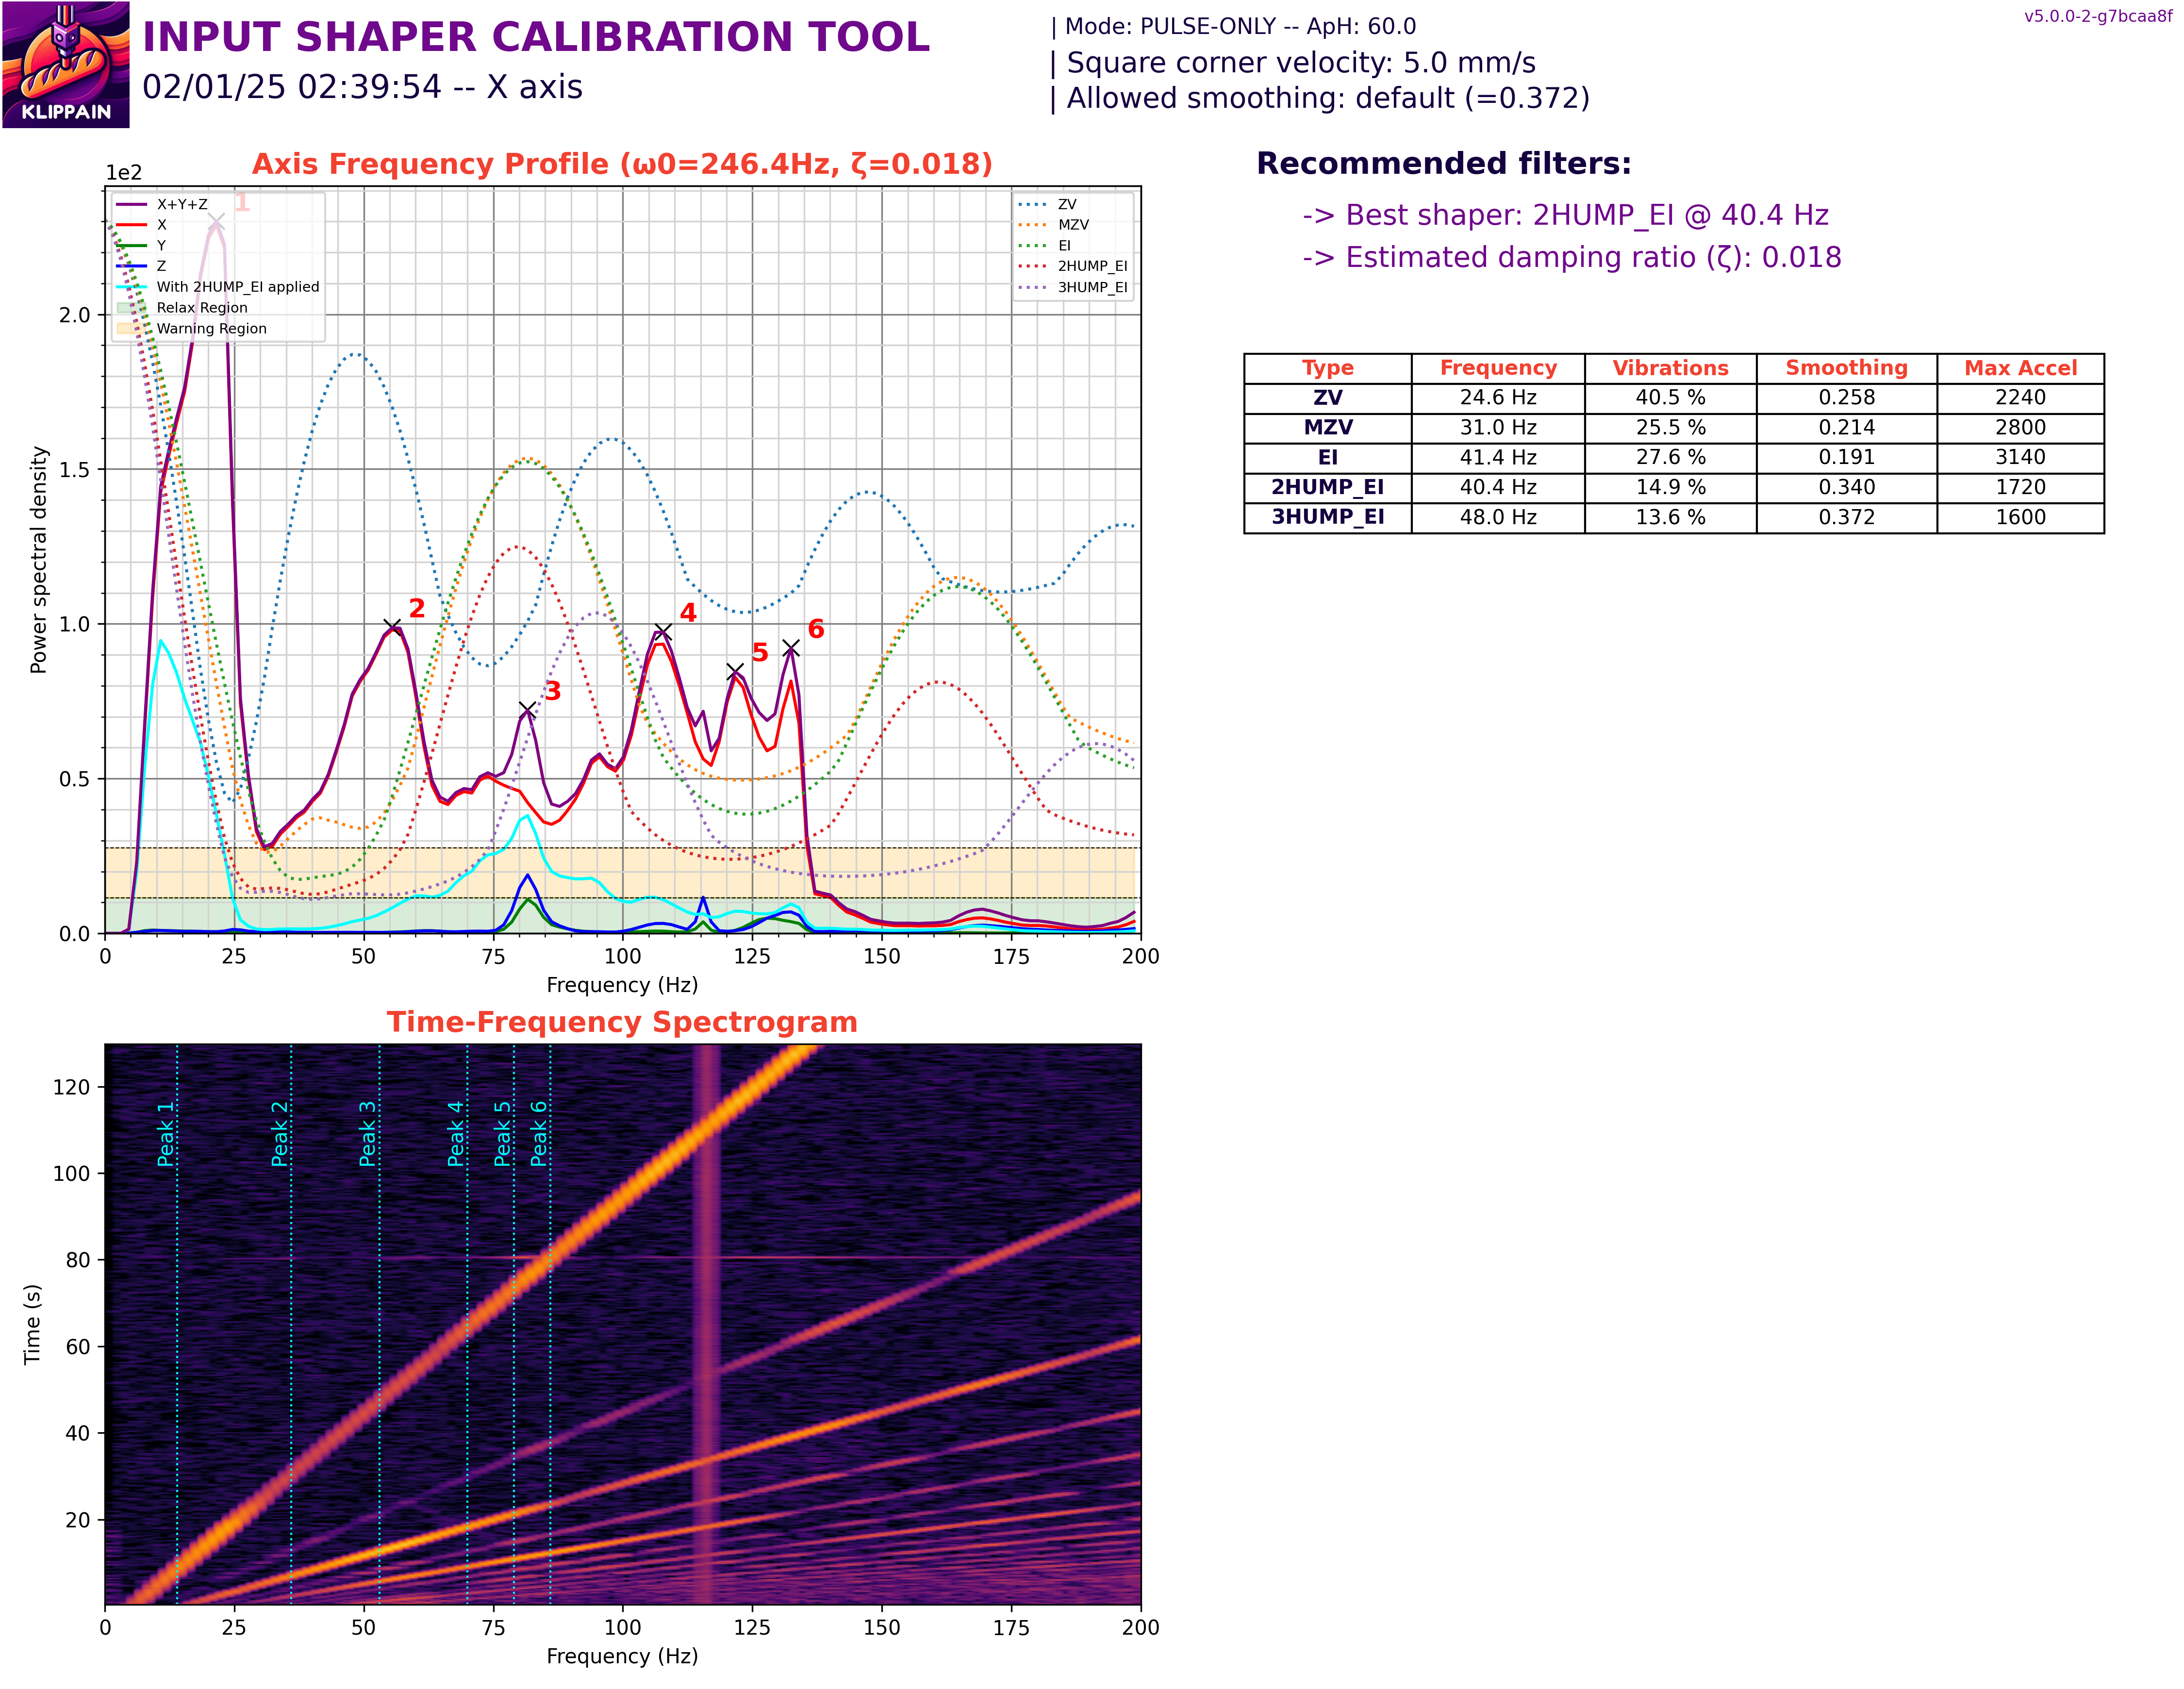 KLIPPAIN
INPUT SHAPER CALIBRATION TOOL
02/01/25 02:39:54 -- X axis
| Mode: PULSE-ONLY -- ApH: 60.0
| Square corner velocity: 5.0 mm/s
| Allowed smoothing: default (=0.372)
v5.0.0-2-g7bcaa8f
Axis Frequency Profile (ω0=246.4Hz, ζ=0.018)
1e2
X+Y+Z
X
Y
Z
With 2HUMP_EI applied
Relax Region
Warning Region
ZV
MZV
EI
2HUMP_EI
3HUMP_EI
1
2
3
4
5
6
2.0
1.5
1.0
0.5
0.0
Power spectral density
0 25 50 75 100 125 150 175 200
Frequency (Hz)
Recommended filters:
-> Best shaper: 2HUMP_EI @ 40.4 Hz
-> Estimated damping ratio (ζ): 0.018
Type Frequency Vibrations Smoothing Max Accel
ZV 24.6 Hz 40.5 % 0.258 2240
MZV 31.0 Hz 25.5 % 0.214 2800
EI 41.4 Hz 27.6 % 0.191 3140
2HUMP_EI 40.4 Hz 14.9 % 0.340 1720
3HUMP_EI 48.0 Hz 13.6 % 0.372 1600
Time-Frequency Spectrogram
120
100
80
60
40
20
Time (s)
Peak 1
Peak 2
Peak 3
Peak 4
Peak 5
Peak 6
0 25 50 75 100 125 150 175 200
Frequency (Hz)